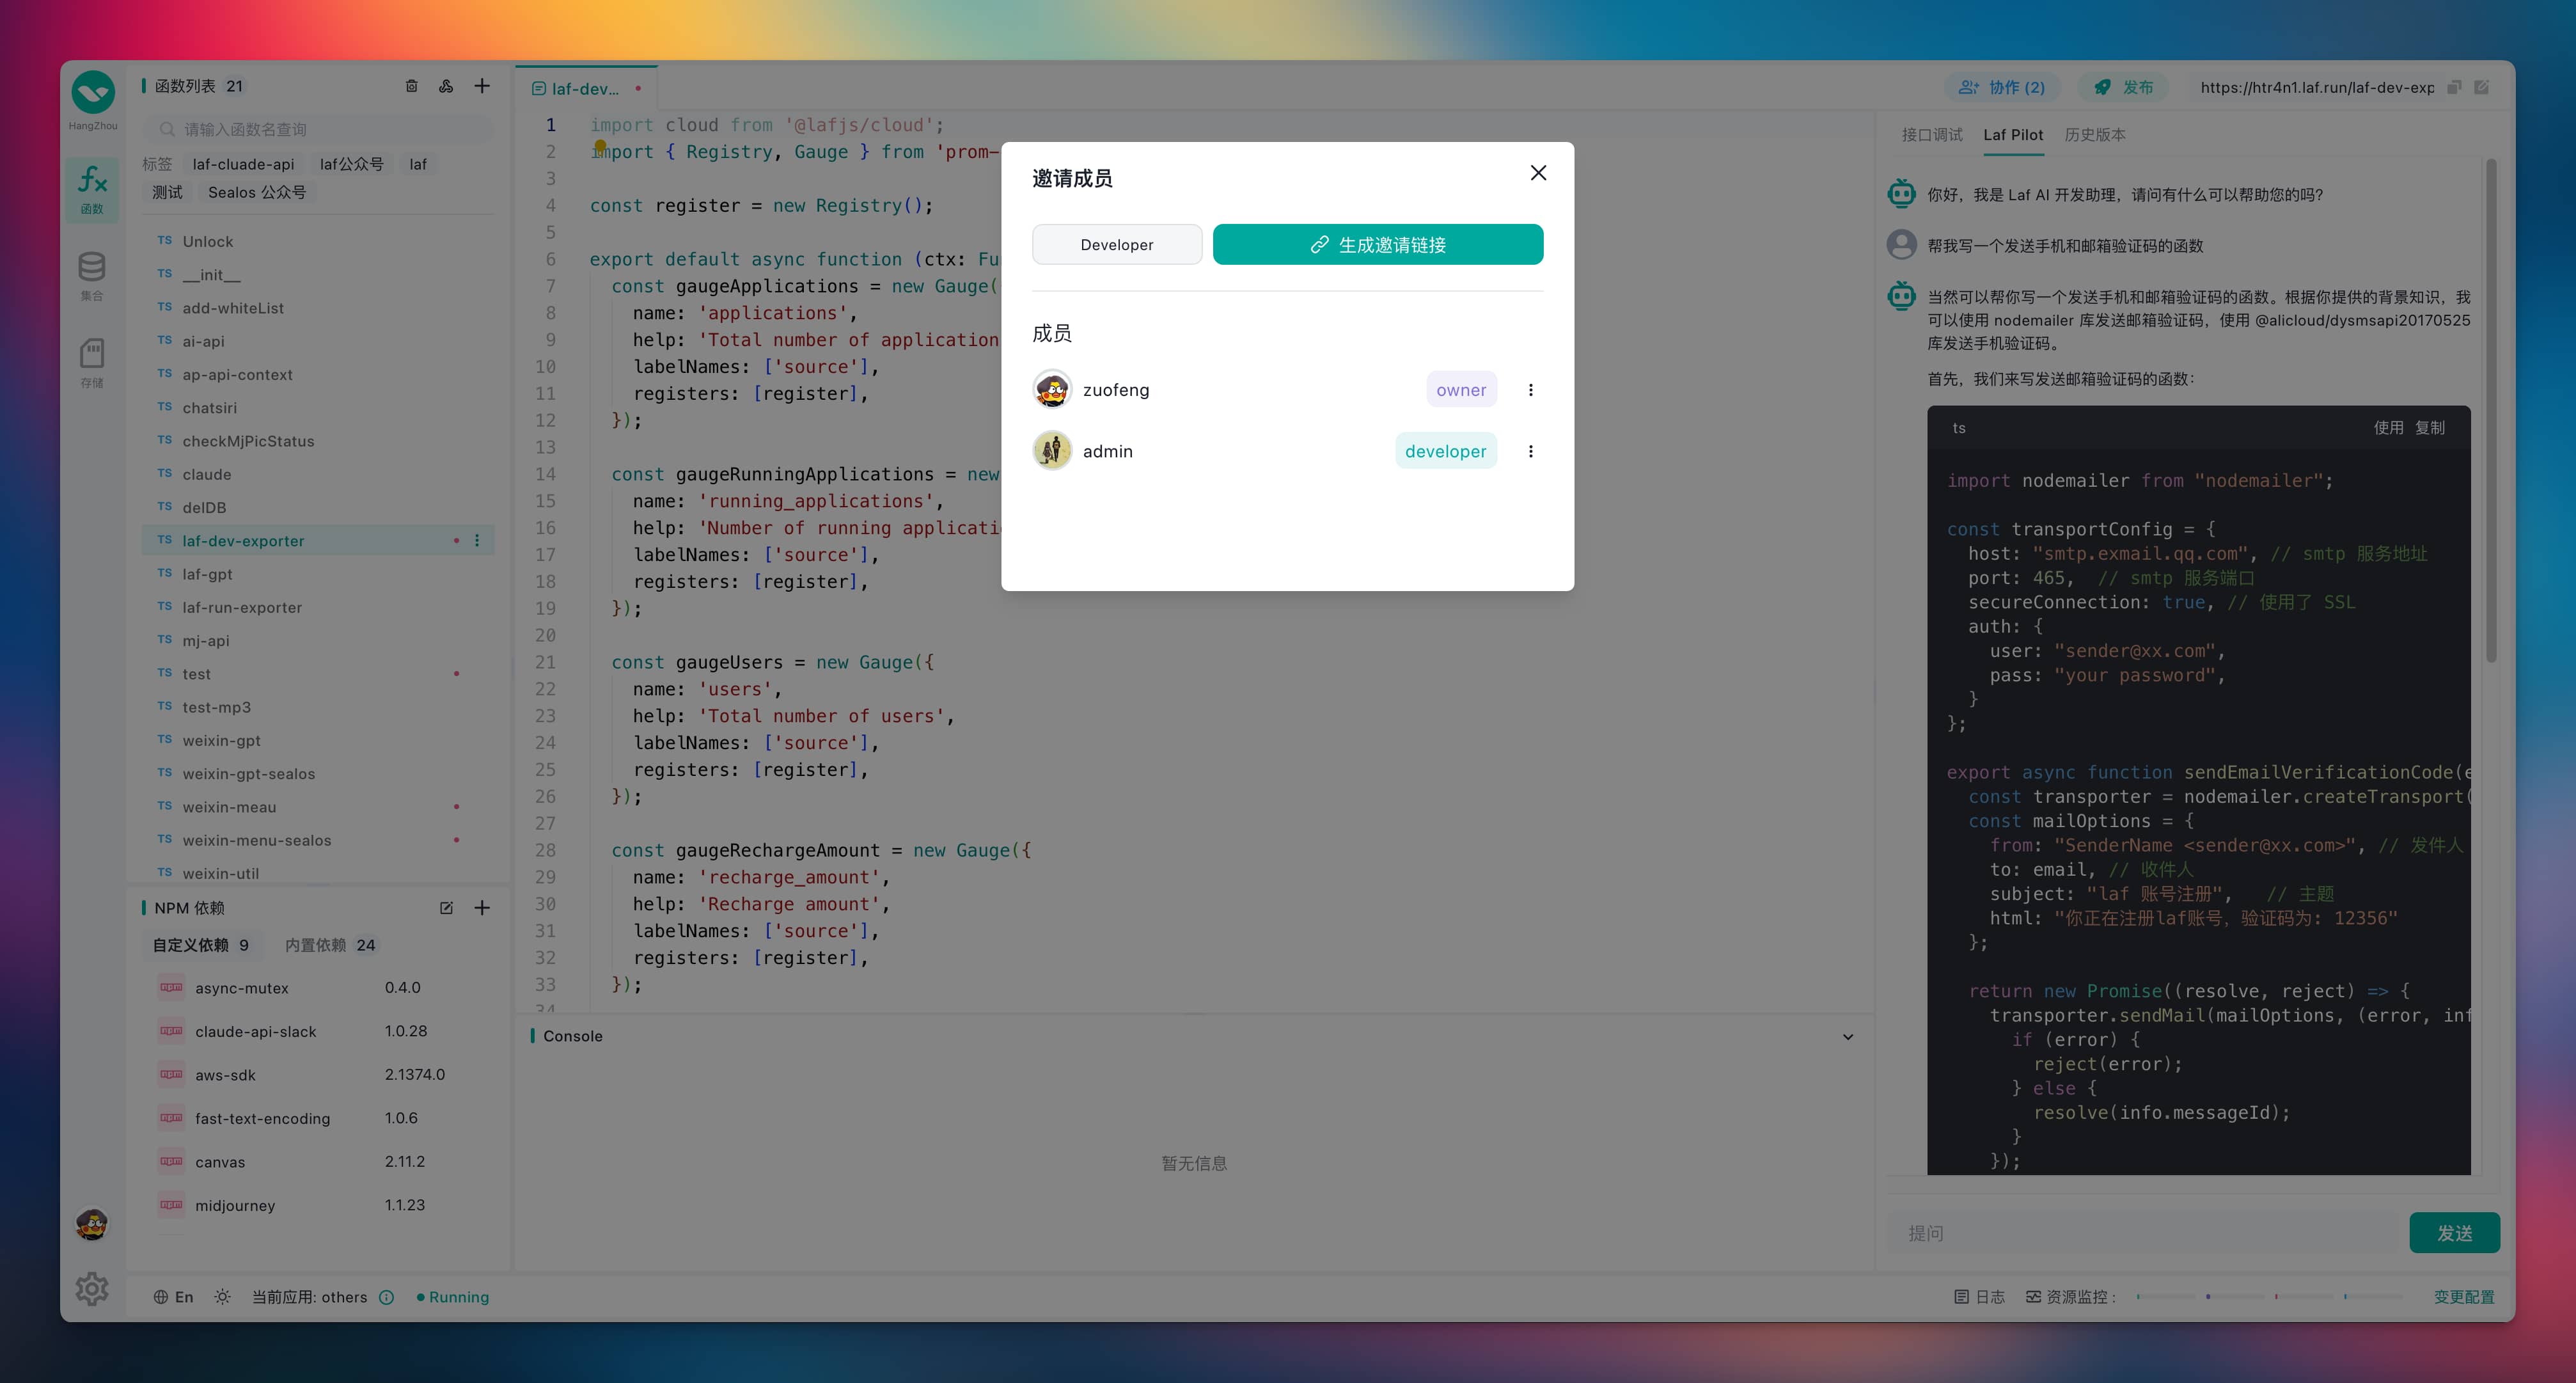 HangZhou
函数
集合
存储
函数列表 21
请输入函数名查询
标签 laf-cluade-api laf公众号 laf
测试 Sealos 公众号
TS Unlock
TS __init__
TS add-whiteList
TS ai-api
TS ap-api-context
TS chatsiri
TS checkMjPicStatus
TS claude
TS delDB
TS laf-dev-exporter
TS laf-gpt
TS laf-run-exporter
TS mj-api
TS test
TS test-mp3
TS weixin-gpt
TS weixin-gpt-sealos
TS weixin-meau
TS weixin-menu-sealos
TS weixin-util
NPM 依赖
自定义依赖 9 内置依赖 24
async-mutex 0.4.0
claude-api-slack 1.0.28
aws-sdk 2.1374.0
fast-text-encoding 1.0.6
canvas 2.11.2
midjourney 1.1.23
laf-dev...
1 import cloud from '@lafjs/cloud';
2 import { Registry, Gauge } from 'prom-
3
4 const register = new Registry();
5
6 export default async function (ctx: Fu
7 const gaugeApplications = new Gauge(
8 name: 'applications',
9 help: 'Total number of application
10 labelNames: ['source'],
11 registers: [register],
12 });
13
14 const gaugeRunningApplications = new
15 name: 'running_applications',
16 help: 'Number of running applicati
17 labelNames: ['source'],
18 registers: [register],
19 });
20
21 const gaugeUsers = new Gauge({
22 name: 'users',
23 help: 'Total number of users',
24 labelNames: ['source'],
25 registers: [register],
26 });
27
28 const gaugeRechargeAmount = new Gauge({
29 name: 'recharge_amount',
30 help: 'Recharge amount',
31 labelNames: ['source'],
32 registers: [register],
33 });
34
Console
暂无信息
邀请成员
Developer 生成邀请链接
成员
zuofeng owner
admin developer
协作 (2) 发布 https://htr4n1.laf.run/laf-dev-exp
接口调试 Laf Pilot 历史版本
你好，我是 Laf AI 开发助理，请问有什么可以帮助您的吗?
帮我写一个发送手机和邮箱验证码的函数
当然可以帮你写一个发送手机和邮箱验证码的函数。根据你提供的背景知识，我
可以使用 nodemailer 库发送邮箱验证码，使用 @alicloud/dysmsapi20170525
库发送手机验证码。
首先，我们来写发送邮箱验证码的函数：
ts 使用 复制
import nodemailer from "nodemailer";
const transportConfig = {
host: "smtp.exmail.qq.com", // smtp 服务地址
port: 465, // smtp 服务端口
secureConnection: true, // 使用了 SSL
auth: {
user: "sender@xx.com",
pass: "your password",
}
};
export async function sendEmailVerificationCode(e
const transporter = nodemailer.createTransport(
const mailOptions = {
from: "SenderName <sender@xx.com>", // 发件人
to: email, // 收件人
subject: "laf 账号注册", // 主题
html: "你正在注册laf账号，验证码为: 12356"
};
return new Promise((resolve, reject) => {
transporter.sendMail(mailOptions, (error, inf
if (error) {
reject(error);
} else {
resolve(info.messageId);
}
});
提问 发送
En 当前应用: others Running
日志 资源监控 : 变更配置